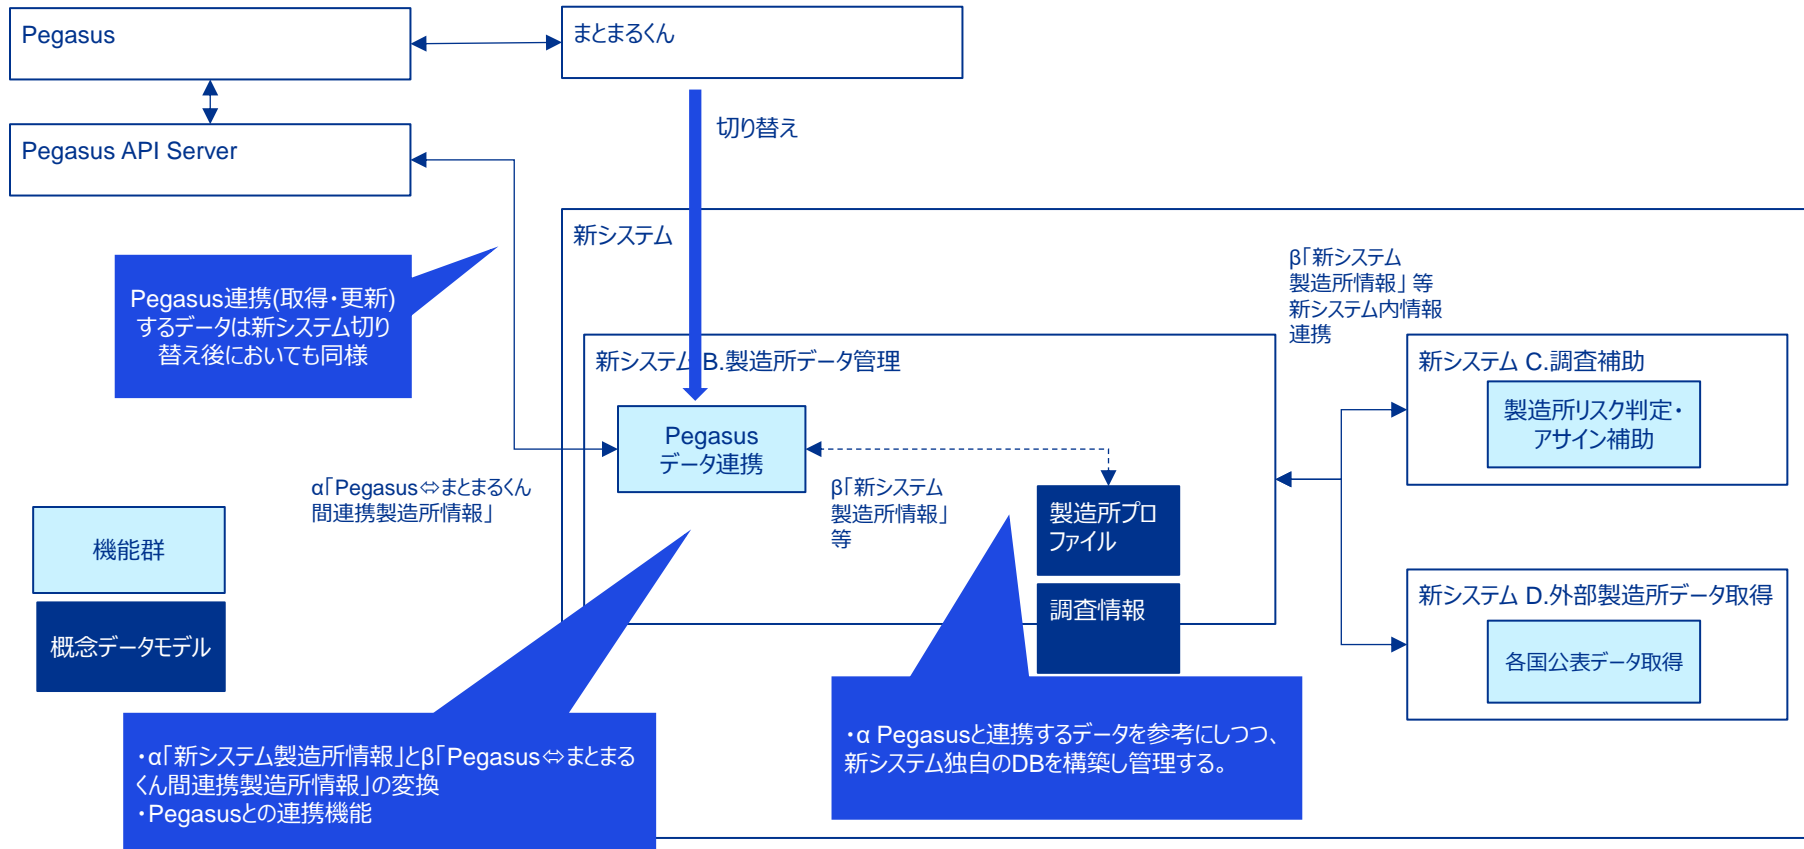 Pegasus
まとまるくん
切り替え
Pegasus API Server
新システム
β「新システム
製造所情報」等
新システム内情報
連携
Pegasus連携(取得・更新)
するデータは新システム切り
替え後においても同様
新システム B.製造所データ管理
新システム C.調査補助
製造所リスク判定・
アサイン補助
Pegasus
データ連携
α「Pegasus⇔まとまるくん
間連携製造所情報」
β「新システム
製造所情報」
等
製造所プロ
ファイル
機能群
調査情報
新システム D.外部製造所データ取得
各国公表データ取得
概念データモデル
・α「新システム製造所情報」とβ「Pegasus⇔まとまる
くん間連携製造所情報」の変換
・Pegasusとの連携機能
・α Pegasusと連携するデータを参考にしつつ、
新システム独自のDBを構築し管理する。